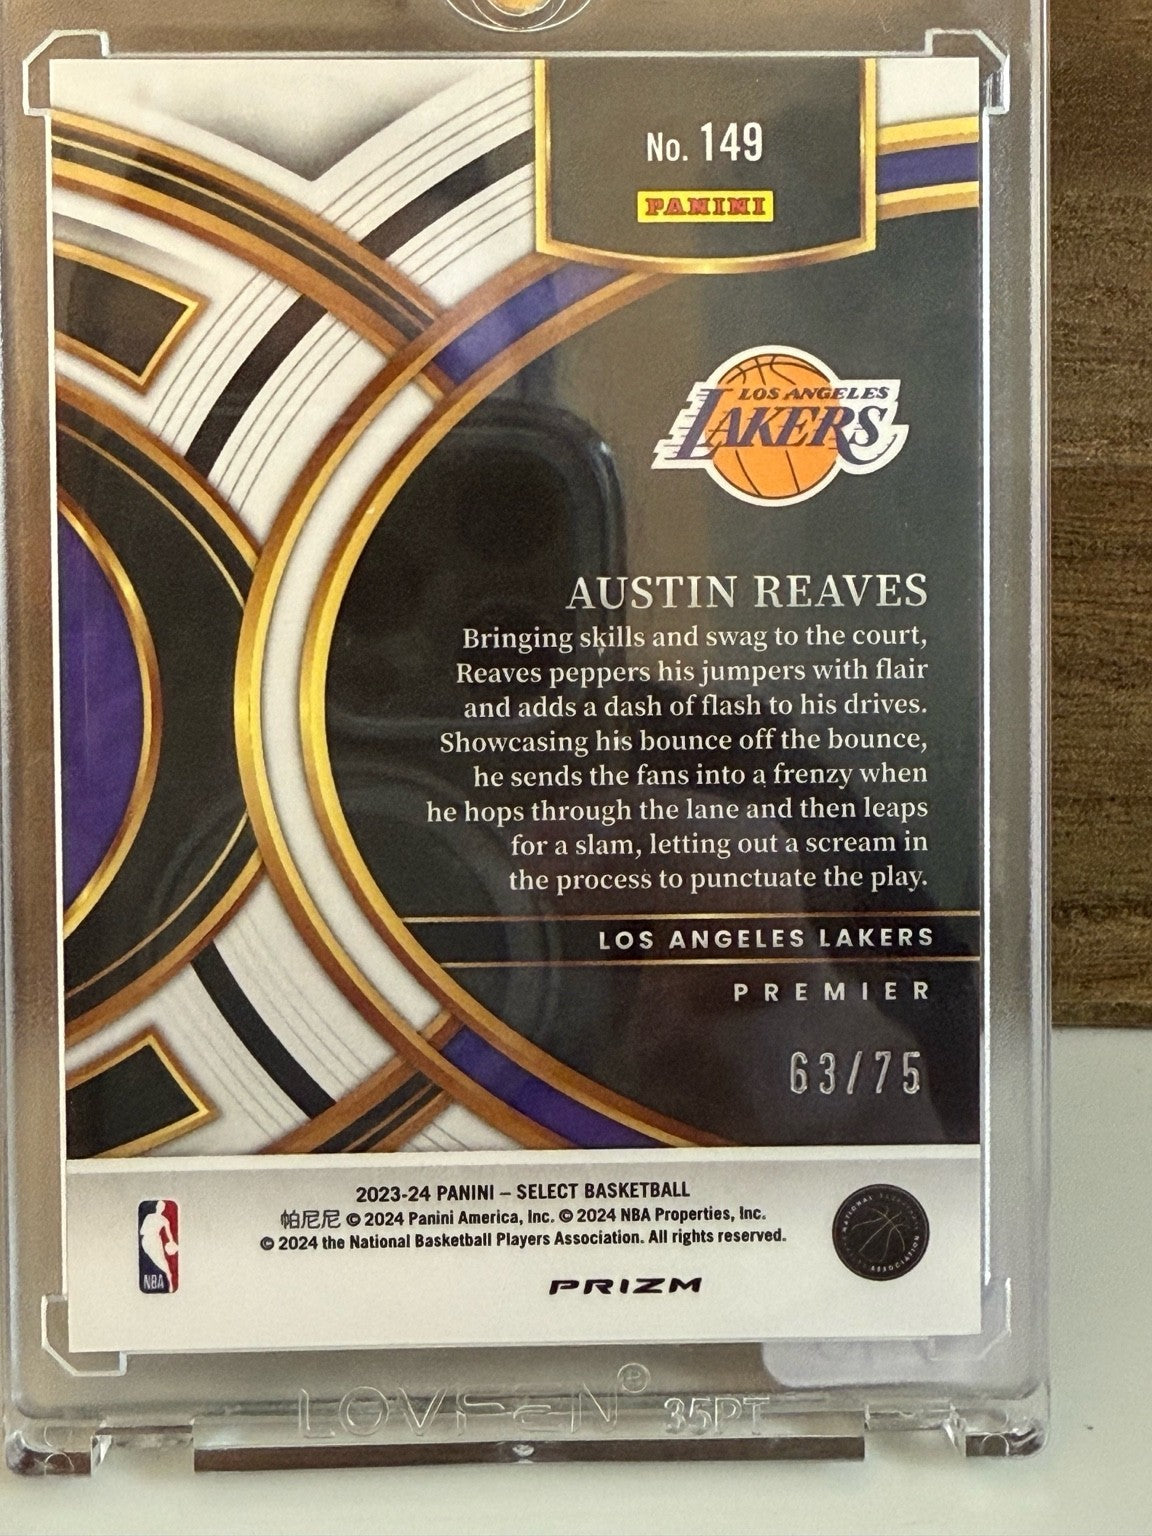 No. 149
PANINI
LOS ANGELES
LAKERS
AUSTIN REAVES
Bringing skills and swag to the court,
Reaves peppers his jumpers with flair
and adds a dash of flash to his drives.
Showcasing his bounce off the bounce,
he sends the fans into a frenzy when
he hops through the lane and then leaps
for a slam, letting out a scream in
the process to punctuate the play.
LOS ANGELES LAKERS
PREMIER
63/75
2023-24 PANINI – SELECT BASKETBALL
帕尼尼 © 2024 Panini America, Inc. © 2024 NBA Properties, Inc.
© 2024 the National Basketball Players Association. All rights reserved.
NBA
NATIONAL BASKETBALL PLAYERS ASSOCIATION
PRIZM
35PT